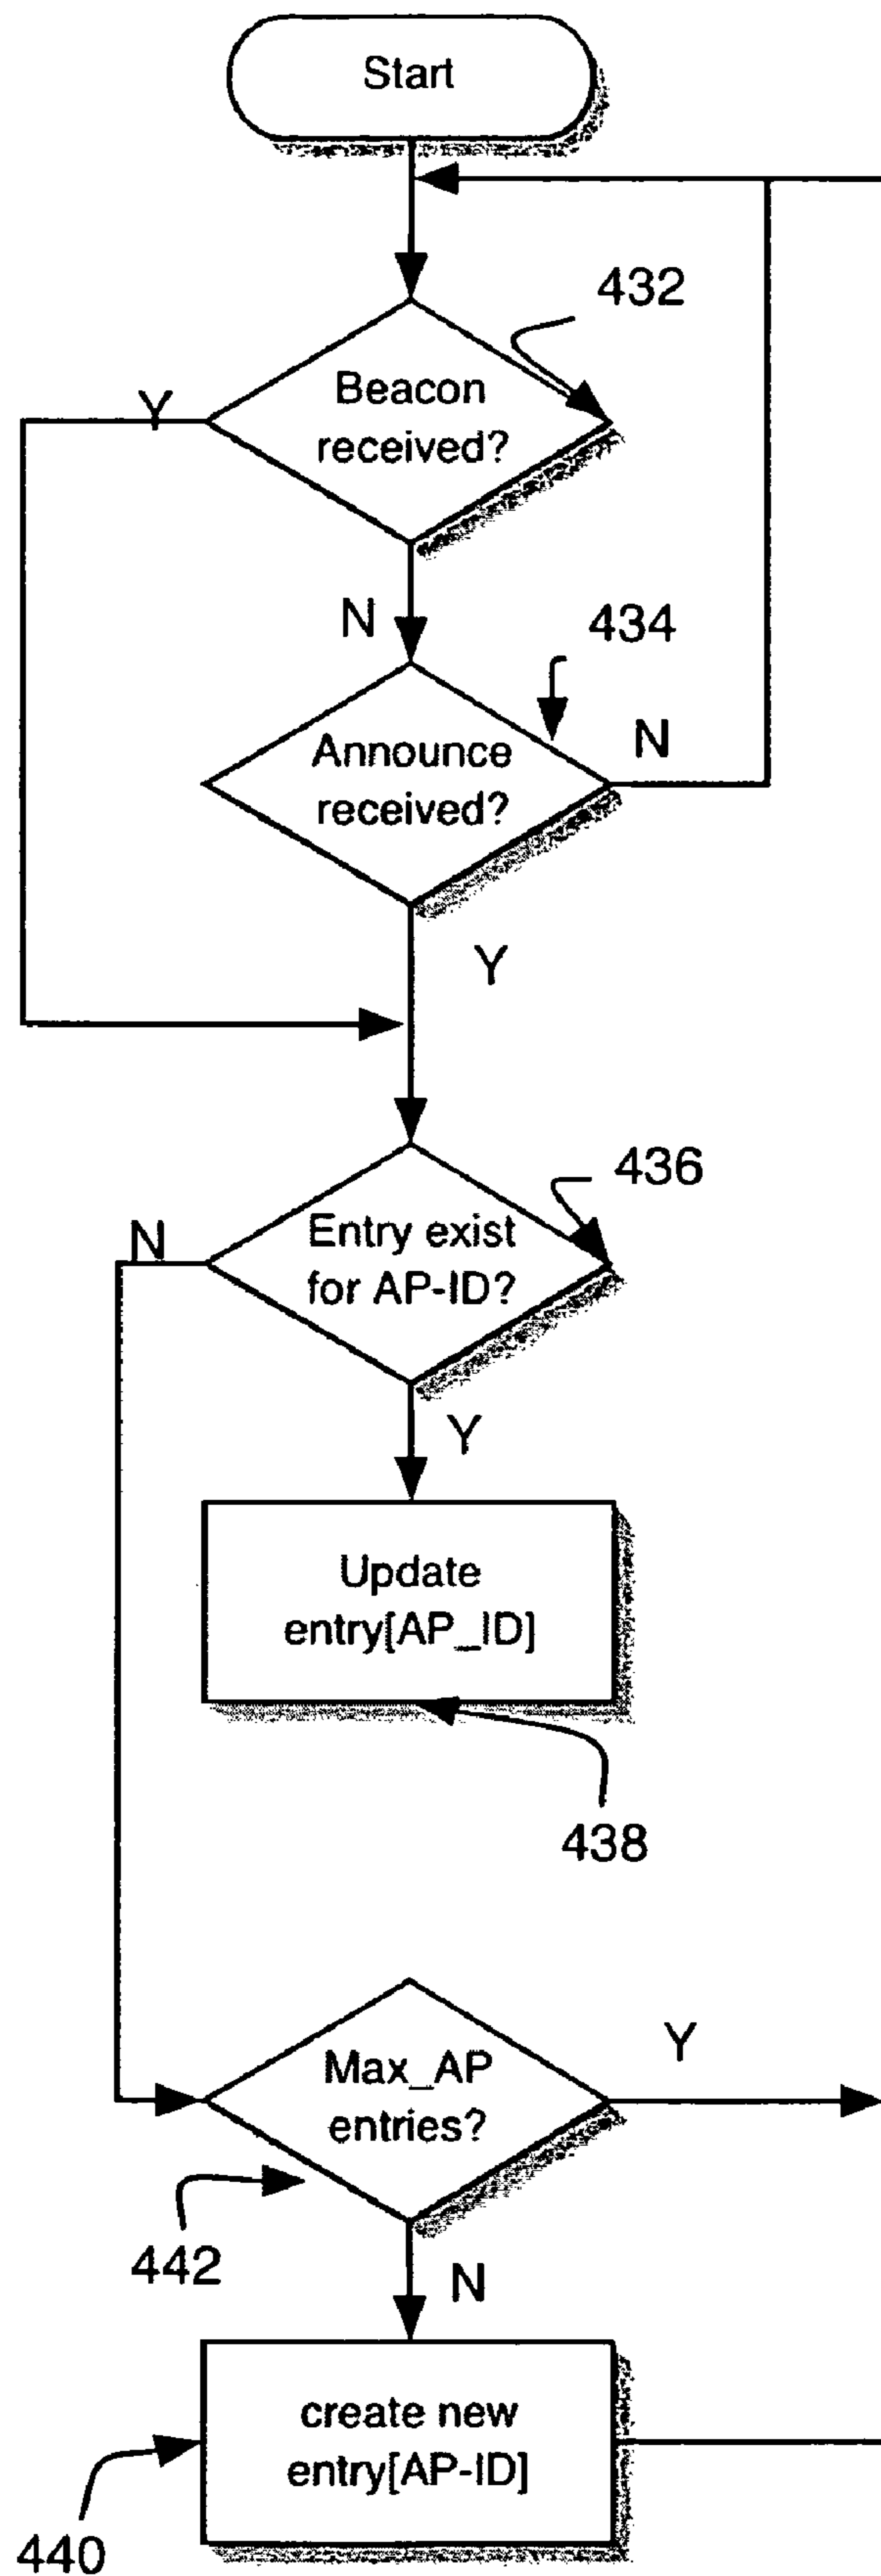 Start
432
Beacon
received?
Y
N
434
Announce
received?
N
Y
436
Entry exist
for AP-ID?
N
Y
Update
entry[AP_ID]
438
Max_AP
entries?
Y
442
N
create new
entry[AP-ID]
440